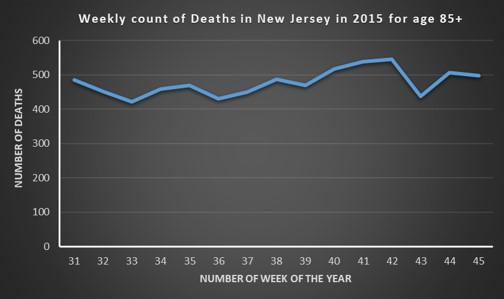 Weekly count of Deaths in New Jersey in 2015 for age 85+
600
500
400
300
200
100
0
NUMBER OF DEATHS
31 32 33 34 35 36 37 38 39 40 41 42 43 44 45
NUMBER OF WEEK OF THE YEAR